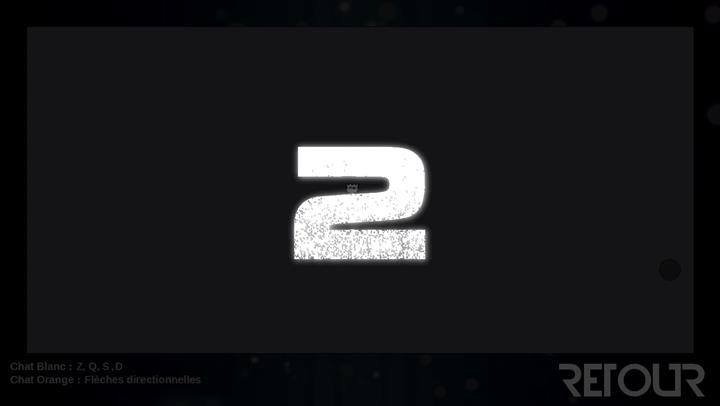 2
Chat Blanc : Z, Q, S ,D
Chat Orange : Flèches directionnelles
RETOUR